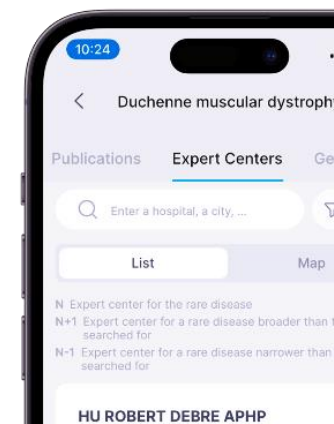 10:24
Duchenne muscular dystroph
Publications Expert Centers Ge
Enter a hospital, a city, ...
List Map
N Expert center for the rare disease
N+1 Expert center for a rare disease broader than
searched for
N-1 Expert center for a rare disease narrower than
searched for
HU ROBERT DEBRE APHP